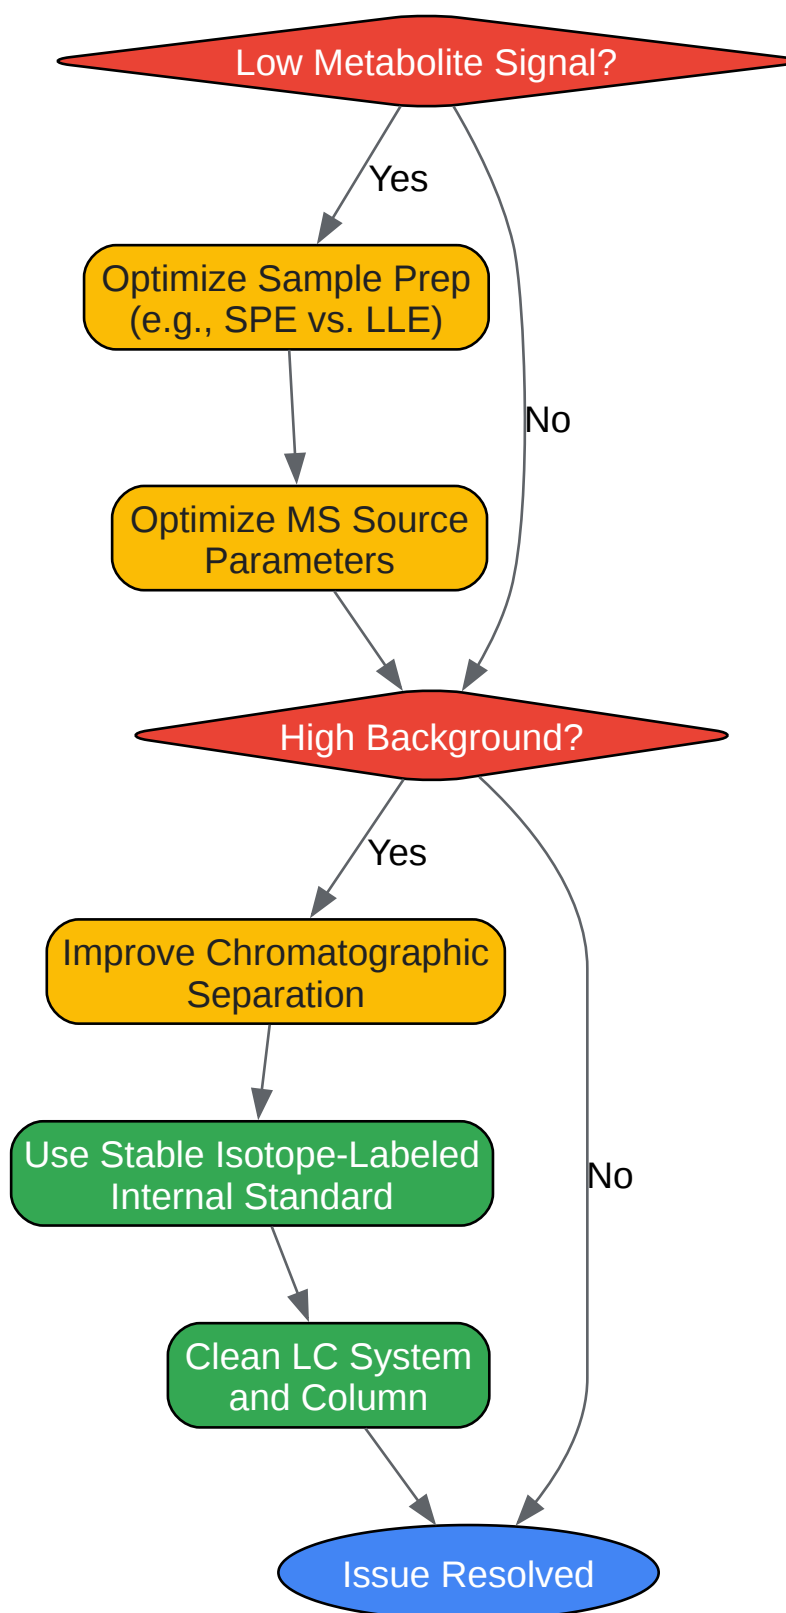 Low Metabolite Signal?
Yes
Optimize Sample Prep
(e.g., SPE vs. LLE)
No
Optimize MS Source
Parameters
High Background?
Yes
Improve Chromatographic
Separation
Use Stable Isotope-Labeled
Internal Standard
No
Clean LC System
and Column
Issue Resolved